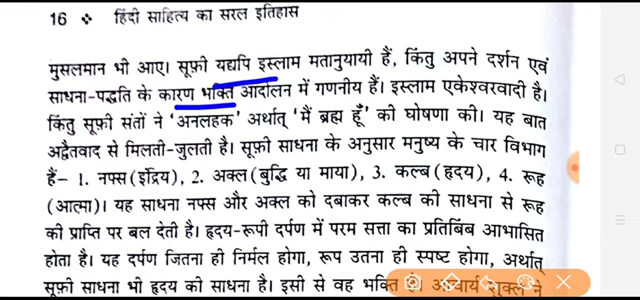 16 ❖ हिंदी साहित्य का सरल इतिहास
मुसलमान भी आए। सूफ़ी यद्यपि इस्लाम मतानुयायी हैं, किंतु अपने दर्शन एवं
साधना-पद्धति के कारण भक्ति आंदोलन में गणनीय हैं। इस्लाम एकेश्वरवादी है।
किंतु सूफ़ी संतों ने 'अनलहक' अर्थात् 'मैं ब्रह्म हूँ' की घोषणा की। यह बात
अद्वैतवाद से मिलती-जुलती है। सूफ़ी साधना के अनुसार मनुष्य के चार विभाग
हैं– 1. नफ्स (इंद्रिय), 2. अक्ल (बुद्धि या माया), 3. कल्ब (हृदय), 4. रूह
(आत्मा)। यह साधना नफ्स और अक्ल को दबाकर कल्ब की साधना से रूह
की प्राप्ति पर बल देती है। हृदय-रूपी दर्पण में परम सत्ता का प्रतिबिंब आभासित
होता है। यह दर्पण जितना ही निर्मल होगा, रूप उतना ही स्पष्ट होगा, अर्थात्
सूफ़ी साधना भी हृदय की साधना है। इसी से वह भक्ति है। आचार्य शुक्ल ने